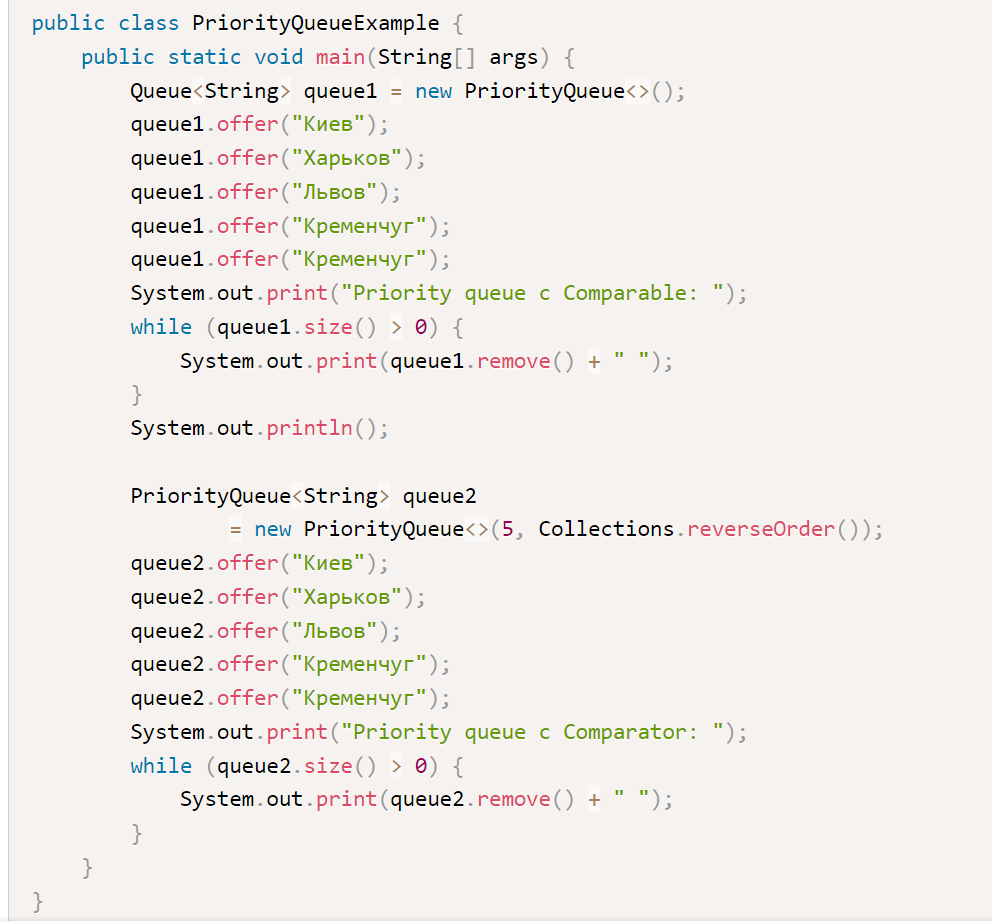 public class PriorityQueueExample {
    public static void main(String[] args) {
        Queue<String> queue1 = new PriorityQueue<>();
        queue1.offer("Киев");
        queue1.offer("Харьков");
        queue1.offer("Львов");
        queue1.offer("Кременчуг");
        queue1.offer("Кременчуг");
        System.out.print("Priority queue с Comparable: ");
        while (queue1.size() > 0) {
            System.out.print(queue1.remove() + " ");
        }
        System.out.println();

        PriorityQueue<String> queue2
                = new PriorityQueue<>(5, Collections.reverseOrder());
        queue2.offer("Киев");
        queue2.offer("Харьков");
        queue2.offer("Львов");
        queue2.offer("Кременчуг");
        queue2.offer("Кременчуг");
        System.out.print("Priority queue с Comparator: ");
        while (queue2.size() > 0) {
            System.out.print(queue2.remove() + " ");
        }
    }
}